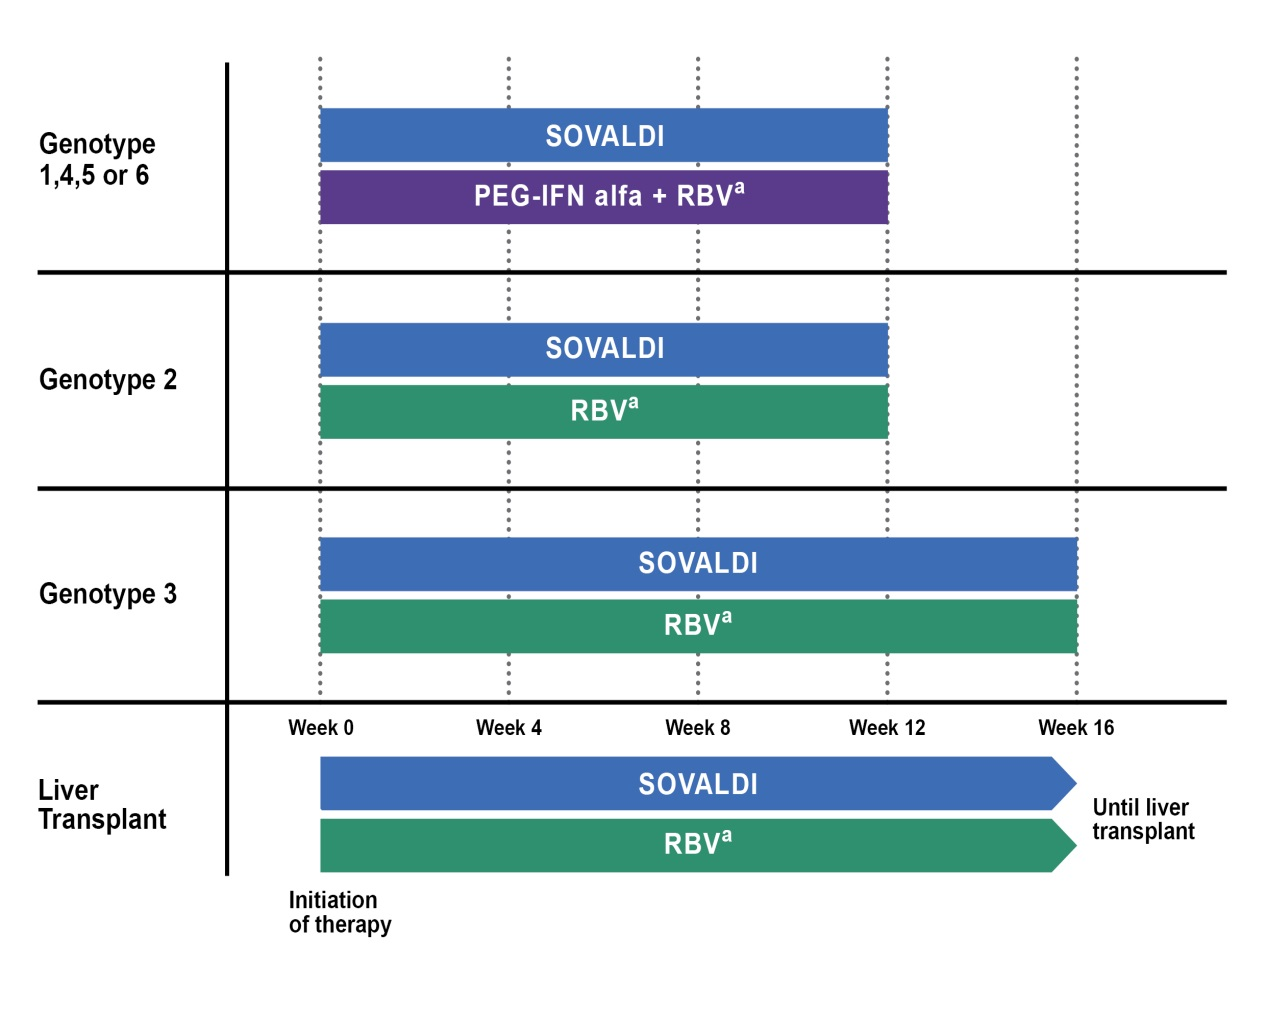 Genotype
1,4,5 or 6
SOVALDI
PEG-IFN alfa + RBVᵃ
Genotype 2
SOVALDI
RBVᵃ
Genotype 3
SOVALDI
RBVᵃ
Week 0 Week 4 Week 8 Week 12 Week 16
Liver
Transplant
SOVALDI
RBVᵃ
Until liver
transplant
Initiation
of therapy